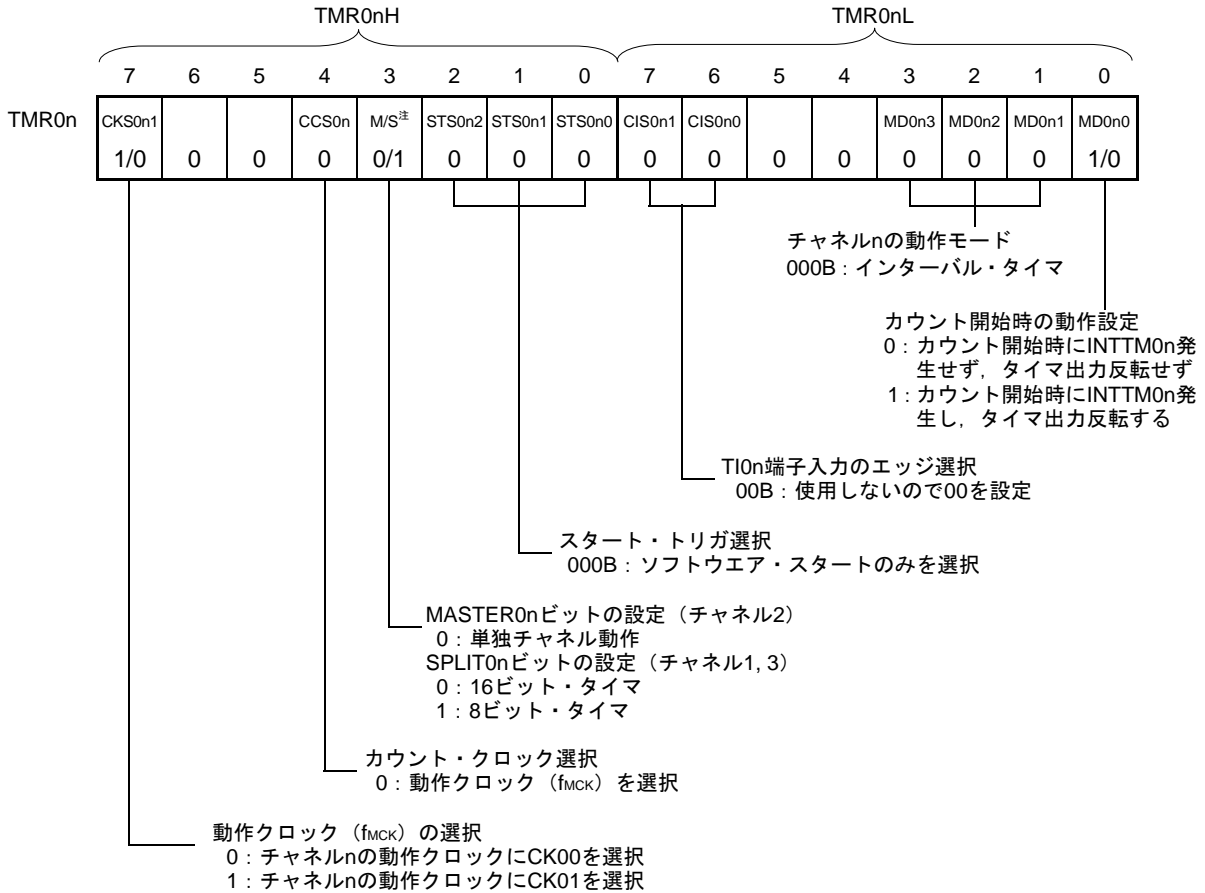 TMR0nH TMR0nL
7 6 5 4 3 2 1 0 7 6 5 4 3 2 1 0
TMR0n CKS0n1 CCS0n M/S注 STS0n2 STS0n1 STS0n0 CIS0n1 CIS0n0 MD0n3 MD0n2 MD0n1 MD0n0
1/0 0 0 0 0/1 0 0 0 0 0 0 0 0 0 0 1/0
チャネルnの動作モード
000B：インターバル・タイマ
カウント開始時の動作設定
0：カウント開始時にINTTM0n発
生せず，タイマ出力反転せず
1：カウント開始時にINTTM0n発
生し，タイマ出力反転する
TI0n端子入力のエッジ選択
00B：使用しないので00を設定
スタート・トリガ選択
000B：ソフトウエア・スタートのみを選択
MASTER0nビットの設定（チャネル2）
0：単独チャネル動作
SPLIT0nビットの設定（チャネル1, 3）
0：16ビット・タイマ
1：8ビット・タイマ
カウント・クロック選択
0：動作クロック（fMCK）を選択
動作クロック（fMCK）の選択
0：チャネルnの動作クロックにCK00を選択
1：チャネルnの動作クロックにCK01を選択